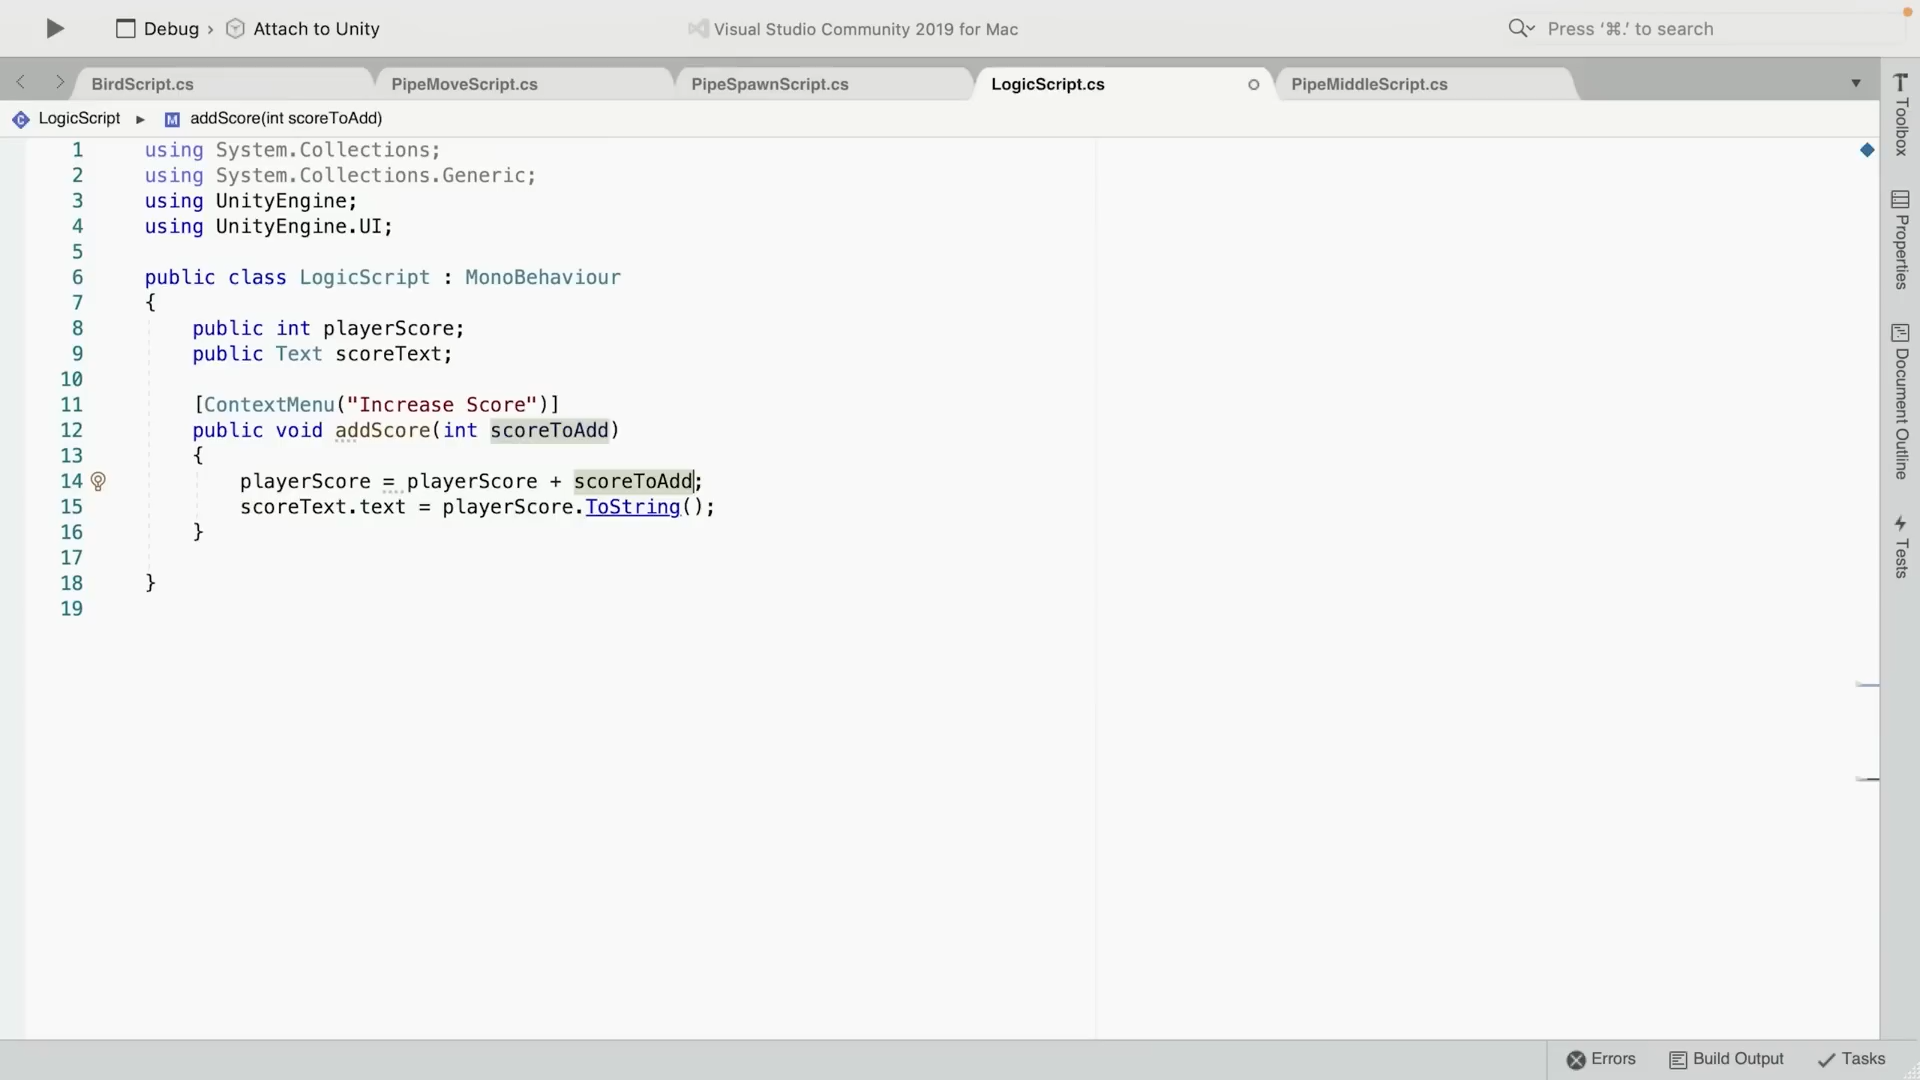 Debug › Attach to Unity
Visual Studio Community 2019 for Mac
Press ‘⌘.’ to search
BirdScript.cs
PipeMoveScript.cs
PipeSpawnScript.cs
LogicScript.cs
PipeMiddleScript.cs
LogicScript ▸ M addScore(int scoreToAdd)
1 using System.Collections;
2 using System.Collections.Generic;
3 using UnityEngine;
4 using UnityEngine.UI;
5
6 public class LogicScript : MonoBehaviour
7 {
8 public int playerScore;
9 public Text scoreText;
10
11 [ContextMenu("Increase Score")]
12 public void addScore(int scoreToAdd)
13 {
14 playerScore = playerScore + scoreToAdd;
15 scoreText.text = playerScore.ToString();
16 }
17
18 }
19
Toolbox
Properties
Document Outline
Tests
Errors
Build Output
Tasks